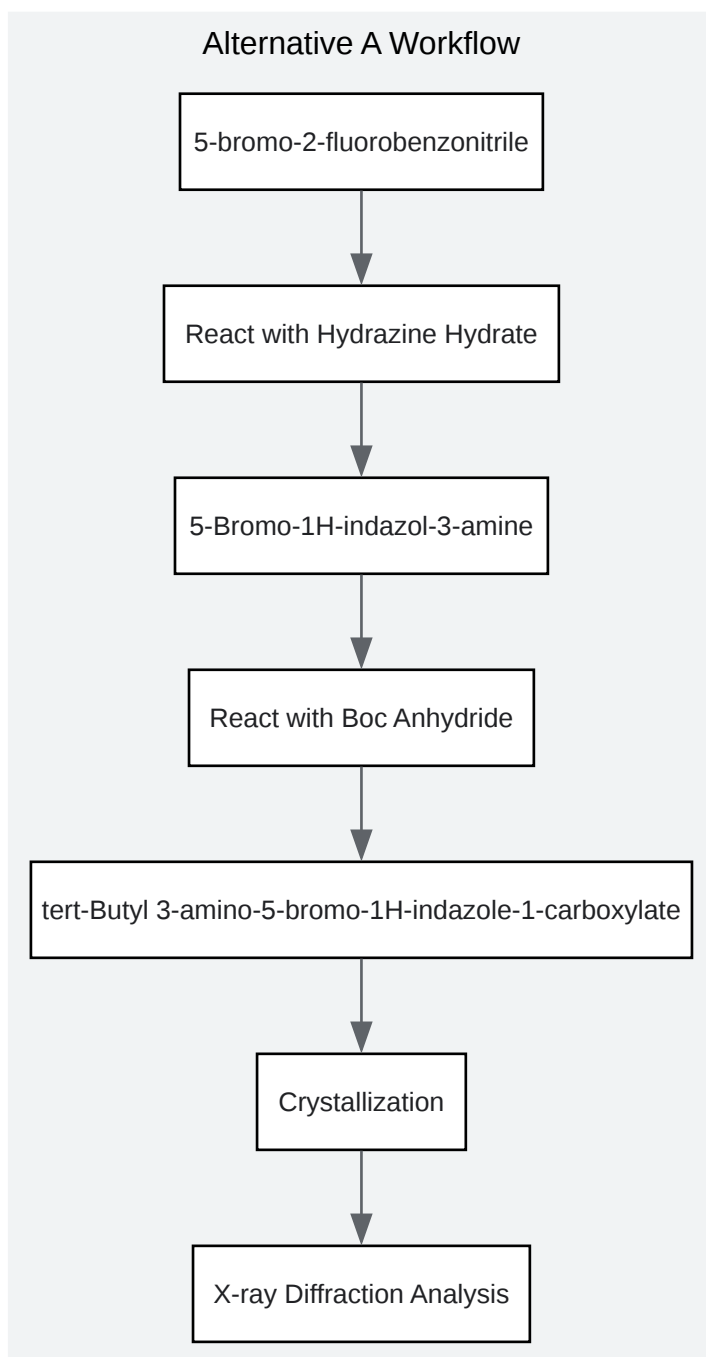 Alternative A Workflow
5-bromo-2-fluorobenzonitrile
React with Hydrazine Hydrate
5-Bromo-1H-indazol-3-amine
React with Boc Anhydride
tert-Butyl 3-amino-5-bromo-1H-indazole-1-carboxylate
Crystallization
X-ray Diffraction Analysis